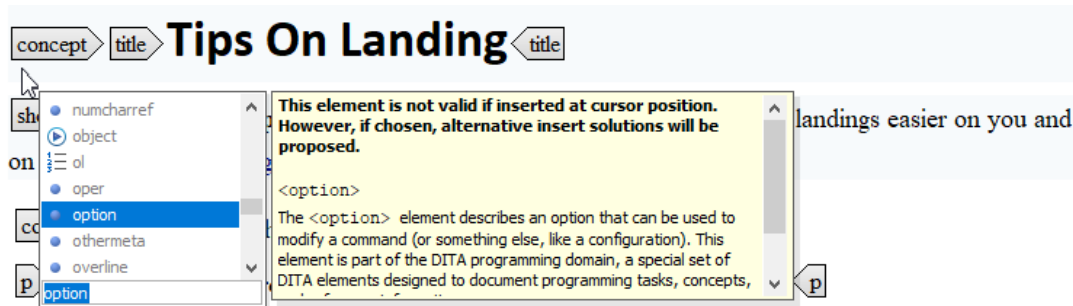 concept title Tips On Landing title
numcharref
object
ol
oper
option
othermeta
overline
option
This element is not valid if inserted at cursor position.
However, if chosen, alternative insert solutions will be
proposed.
<option>
The <option> element describes an option that can be used to
modify a command (or something else, like a configuration). This
element is part of the DITA programming domain, a special set of
DITA elements designed to document programming tasks, concepts,
landings easier on you and
on
p
p